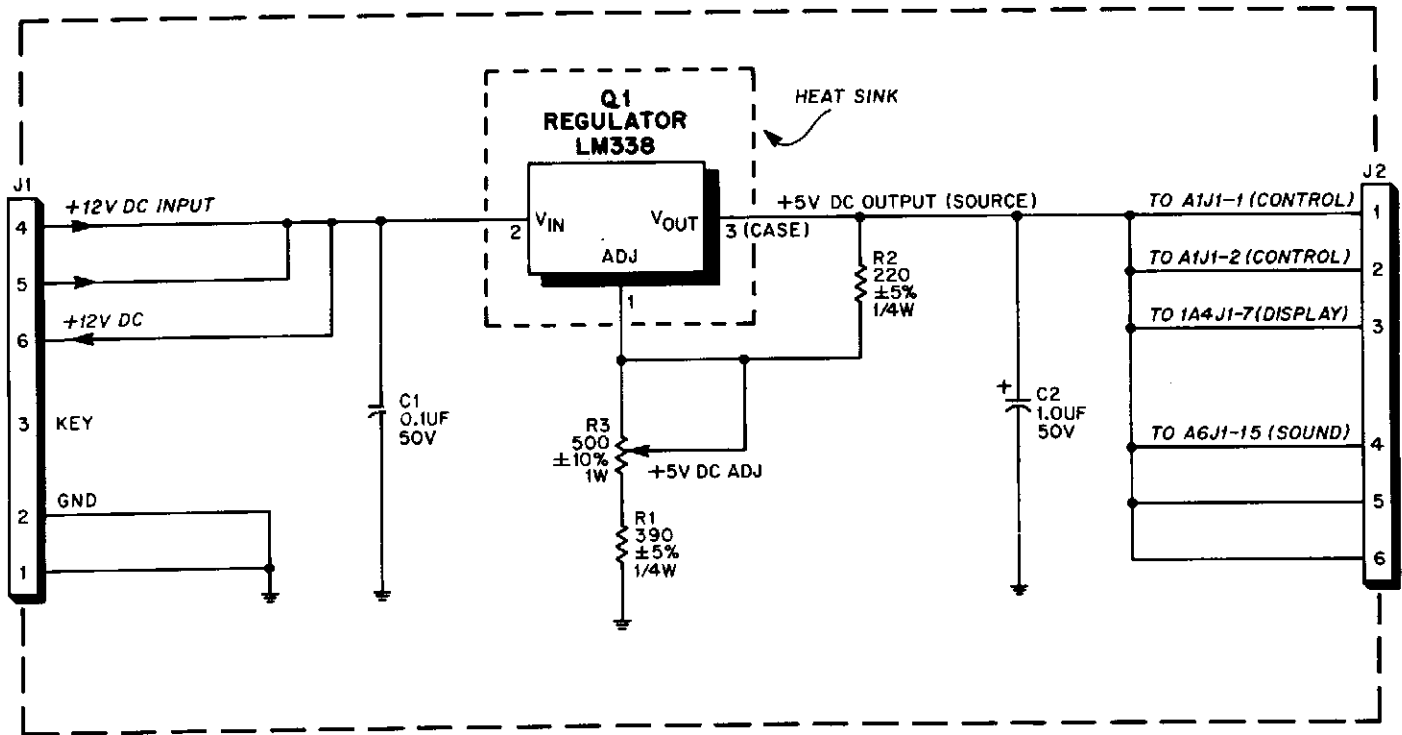 Q1
REGULATOR
LM338
HEAT SINK
J1
4
+12V DC INPUT
5
6
+12V DC
3
KEY
2
GND
1
2
VIN
VOUT
ADJ
3 (CASE)
1
+5V DC OUTPUT (SOURCE)
C1
0.1UF
50V
R3
500
±10%
1W
+5V DC ADJ
R1
390
±5%
1/4W
R2
220
±5%
1/4W
+
C2
1.0UF
50V
J2
TO A1J1-1 (CONTROL)
1
TO A1J1-2 (CONTROL)
2
TO 1A4J1-7(DISPLAY)
3
TO A6J1-15 (SOUND)
4
5
6